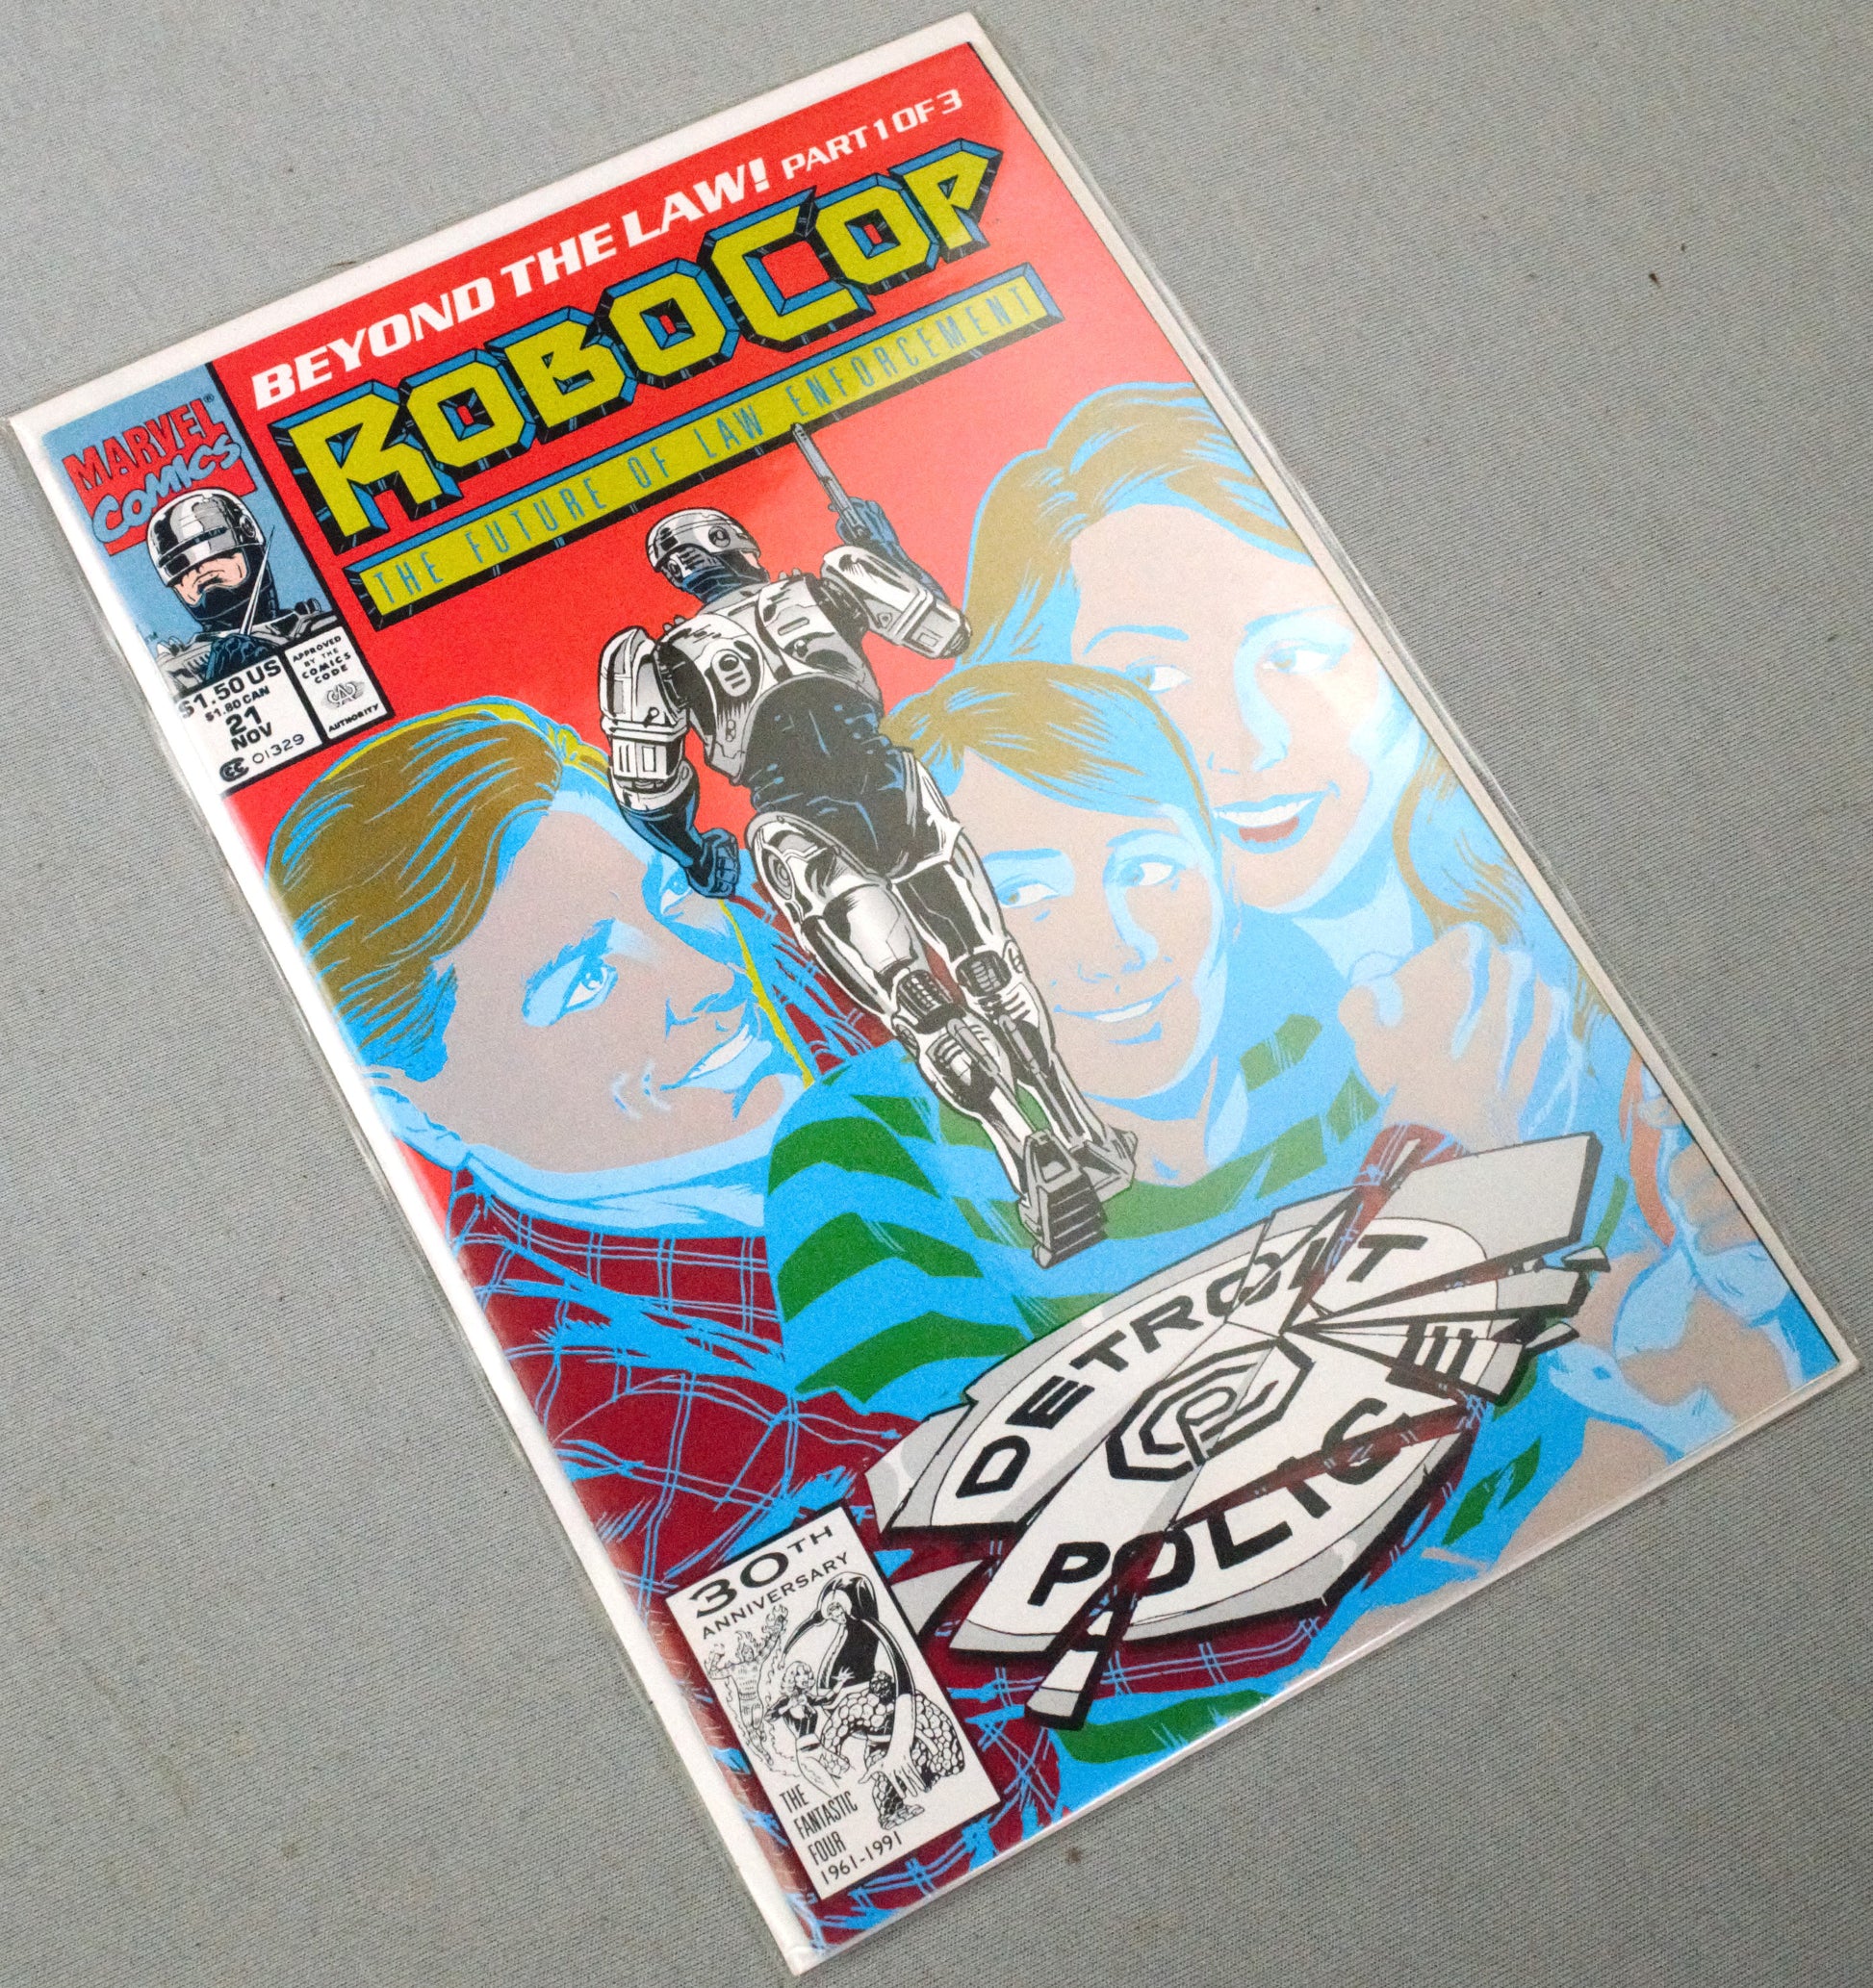 BEYOND THE LAW! PART 1 OF 3
ROBOCOP
THE FUTURE OF LAW ENFORCEMENT
MARVEL®
COMICS
$1.50 US
$1.80 CAN
21
NOV
CC 01329
APPROVED
BY THE
COMICS
CODE
CA
AUTHORITY
DETROIT
POLICE
30TH
ANNIVERSARY
THE
FANTASTIC
FOUR
1961-1991